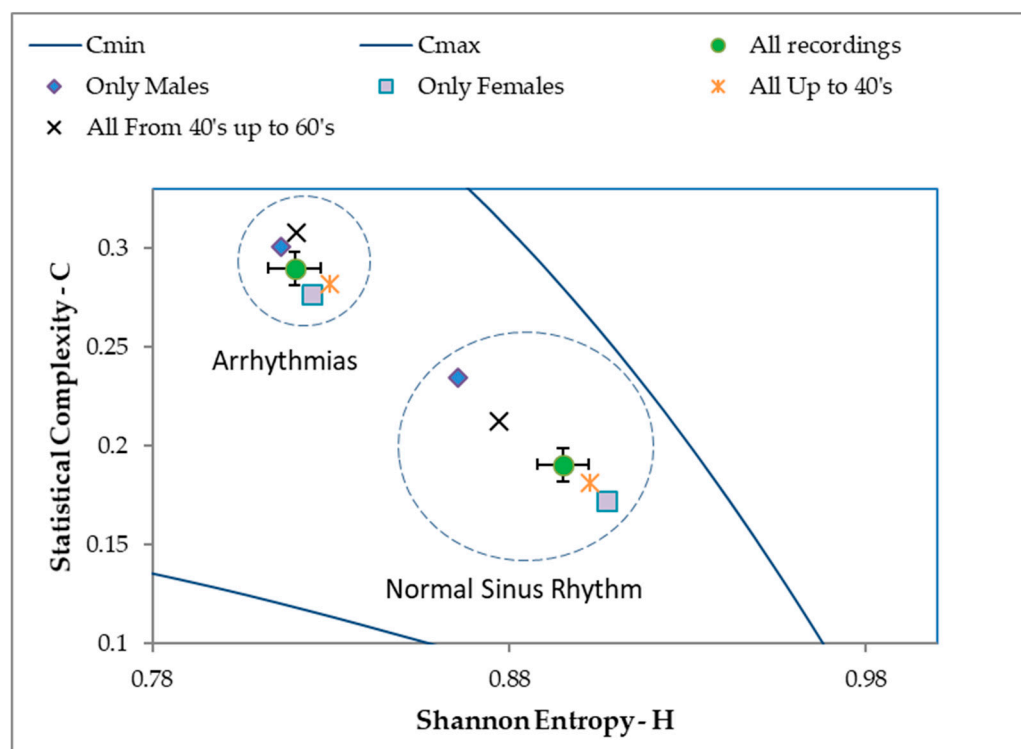 Cmin Cmax All recordings
Only Males Only Females All Up to 40's
All From 40's up to 60's
Statistical Complexity - C
0.3
0.25
0.2
0.15
0.1
Arrhythmias
Normal Sinus Rhythm
0.78 0.88 0.98
Shannon Entropy - H